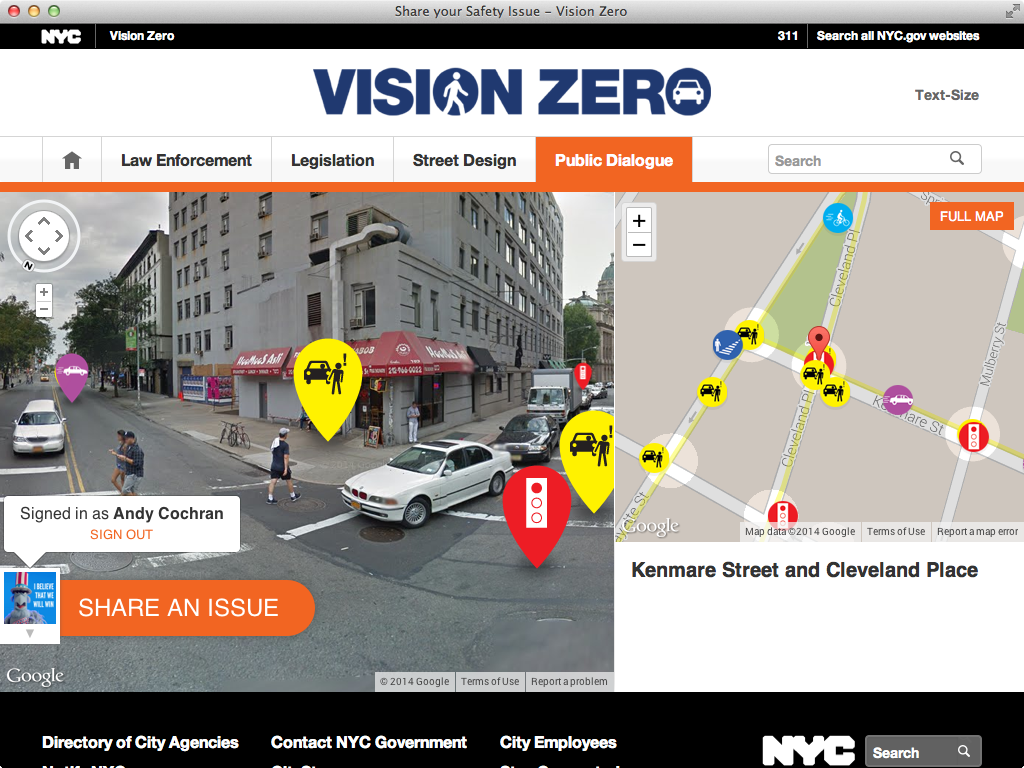 Share your Safety Issue – Vision Zero
NYC
Vision Zero
311
Search all NYC.gov websites
VISION ZERO
Text-Size
Law Enforcement
Legislation
Street Design
Public Dialogue
Search
N
+
−
Signed in as Andy Cochran
SIGN OUT
I BELIEVE
THAT WE
WILL WIN
SHARE AN ISSUE
Google
© 2014 Google
Terms of Use
Report a problem
+
−
FULL MAP
Cleveland Pl
Mulberry St
Kenmare St
Cleveland Pl
Google
Map data ©2014 Google
Terms of Use
Report a map error
Kenmare Street and Cleveland Place
Directory of City Agencies
Contact NYC Government
City Employees
Notify NYC
NYC
Search